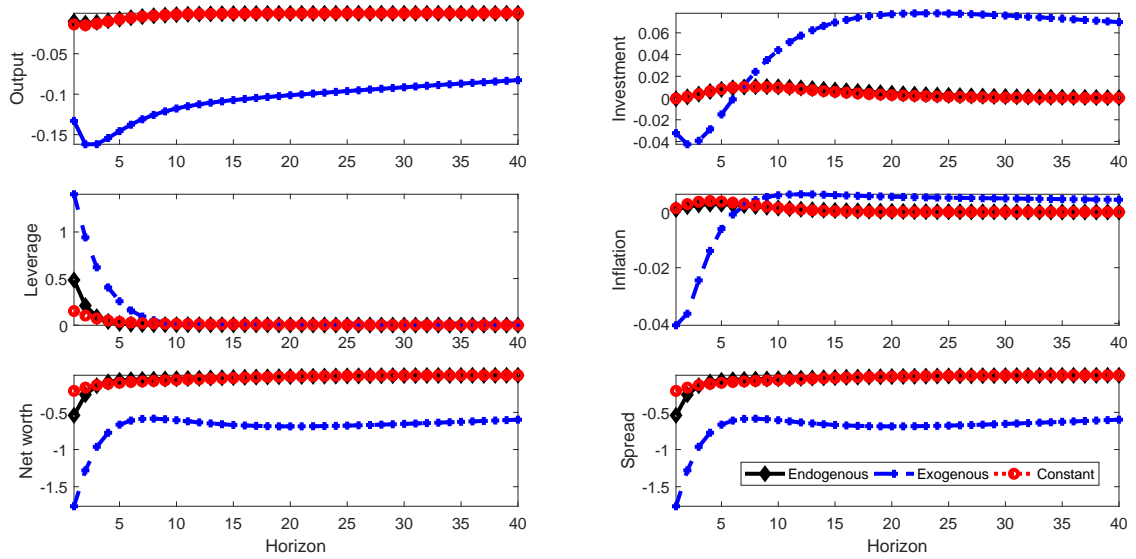 Output
-0.05
-0.1
-0.15
5 10 15 20 25 30 35 40
Investment
0.06
0.04
0.02
0
-0.02
-0.04
5 10 15 20 25 30 35 40
Leverage
1
0.5
0
5 10 15 20 25 30 35 40
Inflation
0
-0.02
-0.04
5 10 15 20 25 30 35 40
Net worth
-0.5
-1
-1.5
5 10 15 20 25 30 35 40
Horizon
Spread
-0.5
-1
-1.5
5 10 15 20 25 30 35 40
Horizon
Endogenous Exogenous Constant